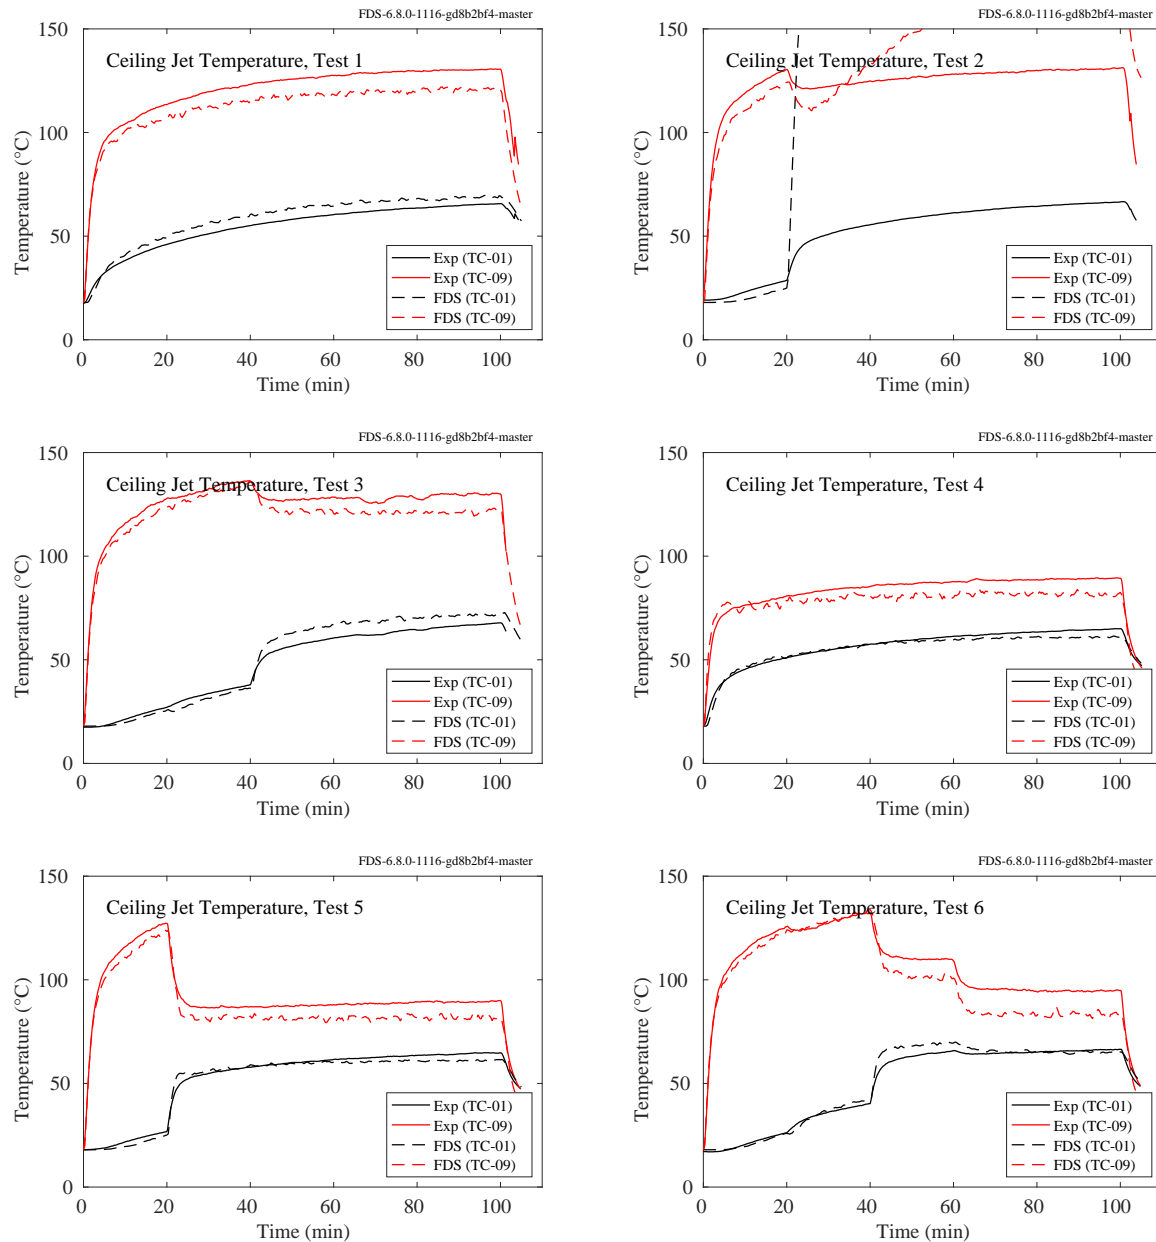 FDS-6.8.0-1116-gd8b2bf4-master
Ceiling Jet Temperature, Test 1
Temperature (°C)
150
100
50
0
0 20 40 60 80 100
Time (min)
Exp (TC-01)
Exp (TC-09)
FDS (TC-01)
FDS (TC-09)
FDS-6.8.0-1116-gd8b2bf4-master
Ceiling Jet Temperature, Test 2
Temperature (°C)
150
100
50
0
0 20 40 60 80 100
Time (min)
Exp (TC-01)
Exp (TC-09)
FDS (TC-01)
FDS (TC-09)
FDS-6.8.0-1116-gd8b2bf4-master
Ceiling Jet Temperature, Test 3
Temperature (°C)
150
100
50
0
0 20 40 60 80 100
Time (min)
Exp (TC-01)
Exp (TC-09)
FDS (TC-01)
FDS (TC-09)
FDS-6.8.0-1116-gd8b2bf4-master
Ceiling Jet Temperature, Test 4
Temperature (°C)
150
100
50
0
0 20 40 60 80 100
Time (min)
Exp (TC-01)
Exp (TC-09)
FDS (TC-01)
FDS (TC-09)
FDS-6.8.0-1116-gd8b2bf4-master
Ceiling Jet Temperature, Test 5
Temperature (°C)
150
100
50
0
0 20 40 60 80 100
Time (min)
Exp (TC-01)
Exp (TC-09)
FDS (TC-01)
FDS (TC-09)
FDS-6.8.0-1116-gd8b2bf4-master
Ceiling Jet Temperature, Test 6
Temperature (°C)
150
100
50
0
0 20 40 60 80 100
Time (min)
Exp (TC-01)
Exp (TC-09)
FDS (TC-01)
FDS (TC-09)